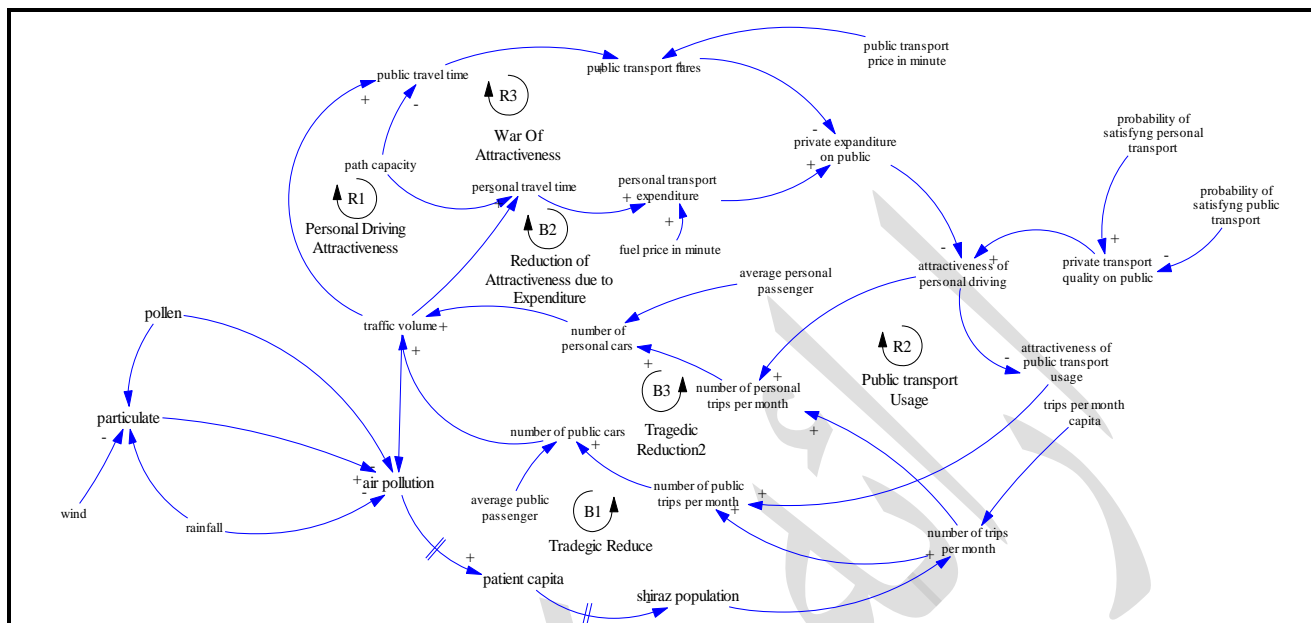 public transport
price in minute
public travel time
public transport fares
R3
War Of
Attractiveness
probability of
satisfyng personal
transport
private expenditure
on public
path capacity
personal travel time
personal transport
expenditure
R1
Personal Driving
Attractiveness
B2
Reduction of
Attractiveness due to
Expenditure
fuel price in minute
probability of
satisfyng public
transport
attractiveness of
personal driving
private transport
quality on public
average personal
passenger
pollen
traffic volume
number of
personal cars
R2
Public transport
Usage
attractiveness of
public transport
usage
B3
Tragedic
Reduction2
number of personal
trips per month
trips per month
capita
particulate
number of public cars
air pollution
average public
passenger
number of public
trips per month
wind
rainfall
B1
Tradegic Reduce
number of trips
per month
patient capita
shiraz population